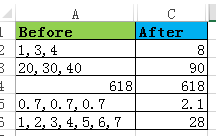 A C
1 Before After
2 1,3,4 8
3 20,30,40 90
4 618 618
5 0.7,0.7,0.7 2.1
6 1,2,3,4,5,6,7 28